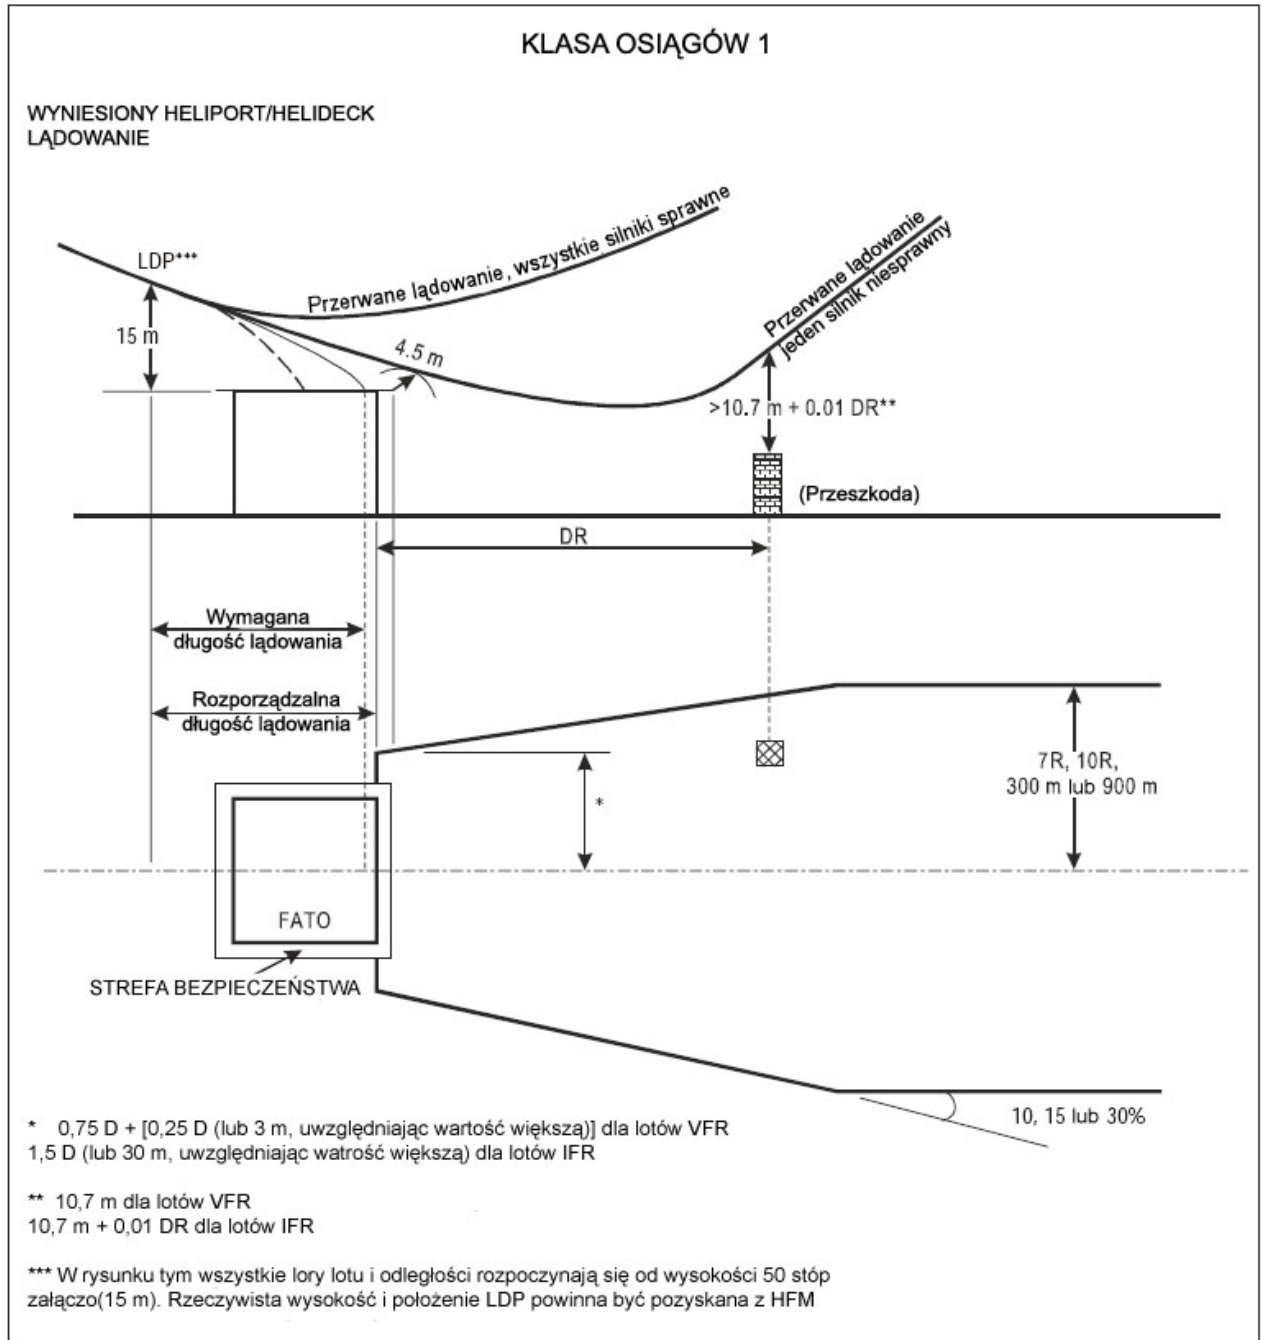 KLASA OSIĄGÓW 1
WYNIESIONY HELIPORT/HELIDECK
LĄDOWANIE
LDP***
Przerwane lądowanie, wszystkie silniki sprawne
Przerwane lądowanie
jeden silnik niesprawny
15 m
4.5 m
>10.7 m + 0.01 DR**
(Przeszkoda)
DR
Wymagana
długość lądowania
Rozporządzalna
długość lądowania
7R, 10R,
300 m lub 900 m
*
FATO
STREFA BEZPIECZEŃSTWA
10, 15 lub 30%
* 0,75 D + [0,25 D (lub 3 m, uwzględniając wartość większą)] dla lotów VFR
1,5 D (lub 30 m, uwzględniając watrość większą) dla lotów IFR
** 10,7 m dla lotów VFR
10,7 m + 0,01 DR dla lotów IFR
*** W rysunku tym wszystkie lory lotu i odległości rozpoczynają się od wysokości 50 stóp
załączo(15 m). Rzeczywista wysokość i położenie LDP powinna być pozyskana z HFM